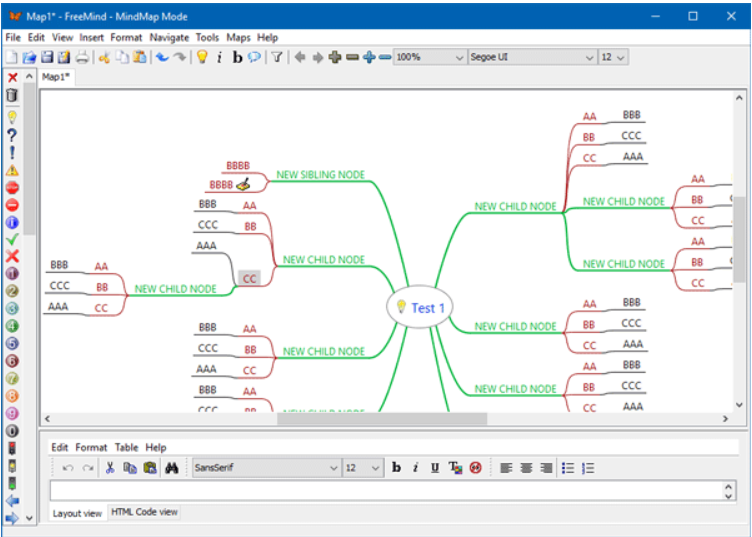 Map1* - FreeMind - MindMap Mode
File Edit View Insert Format Navigate Tools Maps Help
100% Segoe UI 12
Map1*
BBBB
BBBB
NEW SIBLING NODE
BBB AA
CCC BB
AAA
CC
NEW CHILD NODE
BBB AA
CCC BB
AAA CC
NEW CHILD NODE
BBB AA
CCC BB
AAA CC
NEW CHILD NODE
BBB AA
CCC BB
NEW CHILD NODE
Test 1
AA BBB
BB CCC
CC AAA
NEW CHILD NODE
NEW CHILD NODE
AA
BB
CC
NEW CHILD NODE
AA
BB
CC
NEW CHILD NODE
AA BBB
BB CCC
CC AAA
NEW CHILD NODE
AA BBB
BB CCC
CC AAA
Edit Format Table Help
SansSerif 12
Layout view HTML Code view